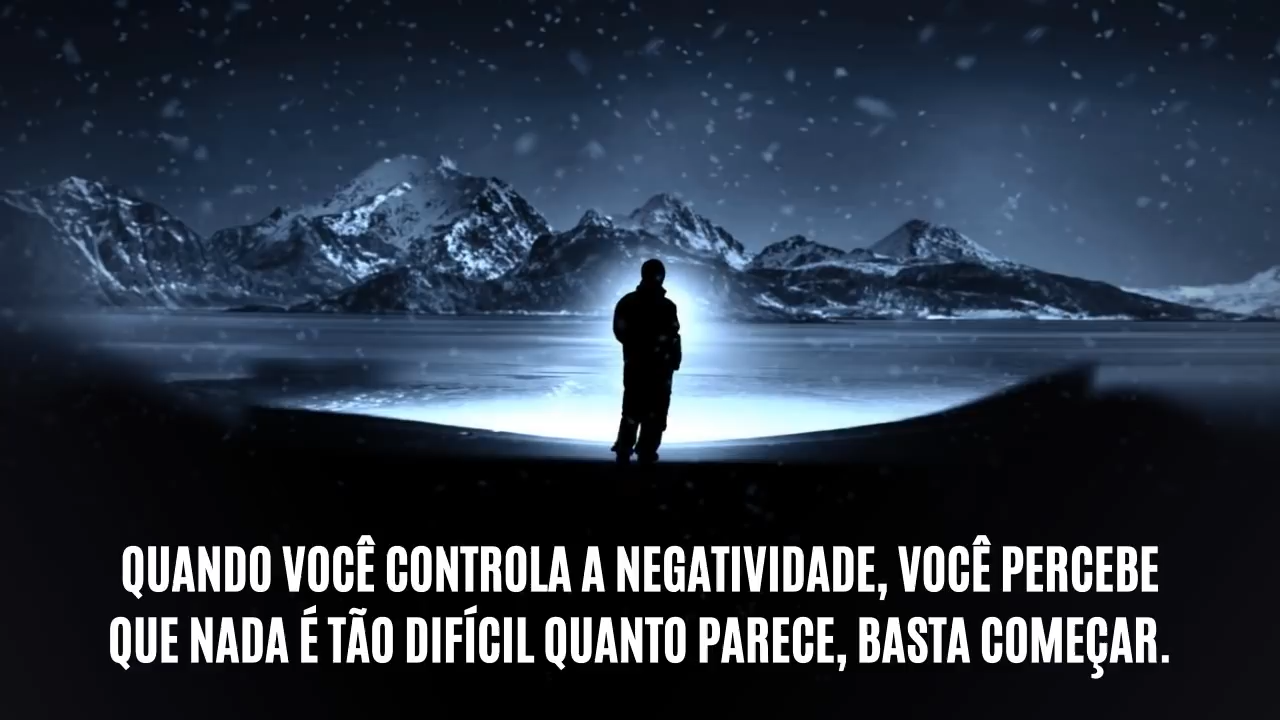 QUANDO VOCÊ CONTROLA A NEGATIVIDADE, VOCÊ PERCEBE
QUE NADA É TÃO DIFÍCIL QUANTO PARECE, BASTA COMEÇAR.